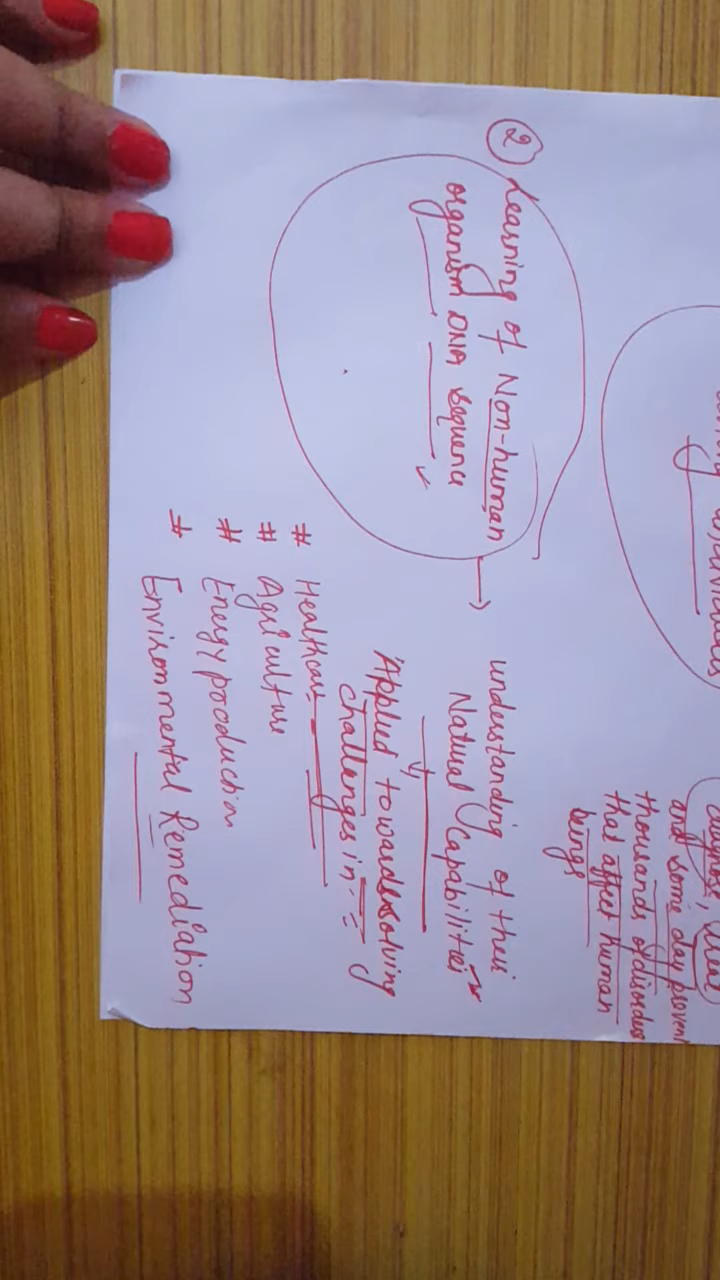 and some day prevent
thousands of disorders
that affect human
beings
② Learning of Non-human
organism DNA sequence
→ understanding of their
Natural Capabilities
Applied towards solving
challenges in :-
# Healthcare
# Agriculture
# Energy production
# Environmental Remediation